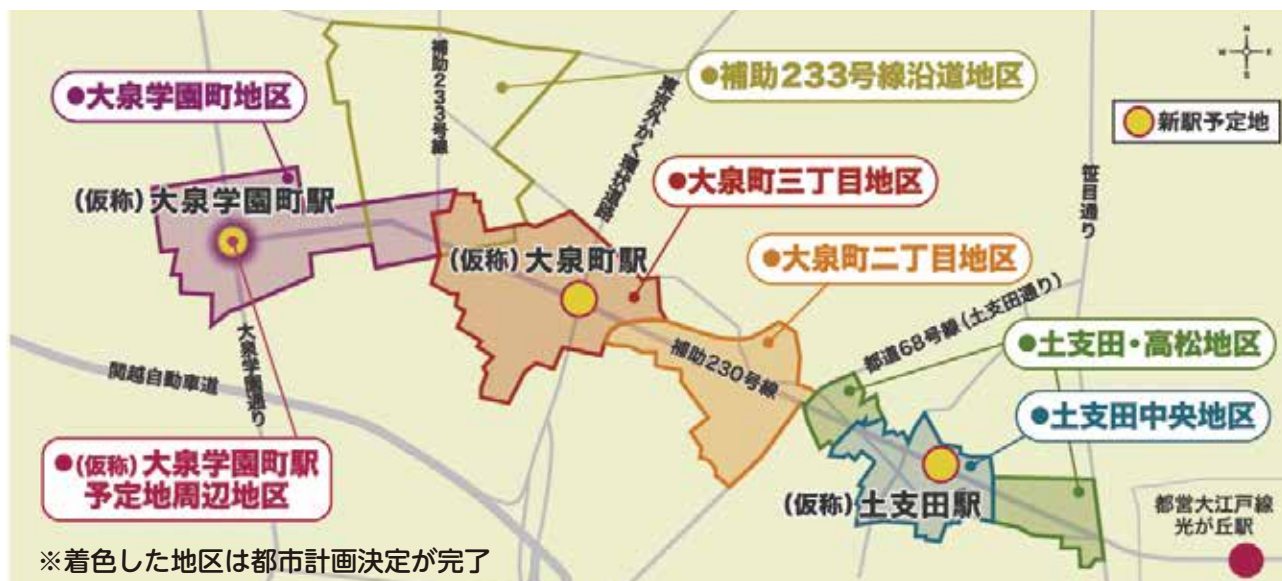 補助233号線
●大泉学園町地区
●補助233号線沿道地区
N
W
E
S
新駅予定地
東京外かく環状道路
笹目通り
●大泉町三丁目地区
(仮称)大泉学園町駅
(仮称)大泉町駅
●大泉町二丁目地区
都道68号線(土支田通り)
●土支田・高松地区
補助230号線
大泉学園通り
関越自動車道
●土支田中央地区
●(仮称)大泉学園町駅
予定地周辺地区
(仮称)土支田駅
都営大江戸線
光が丘駅
※着色した地区は都市計画決定が完了